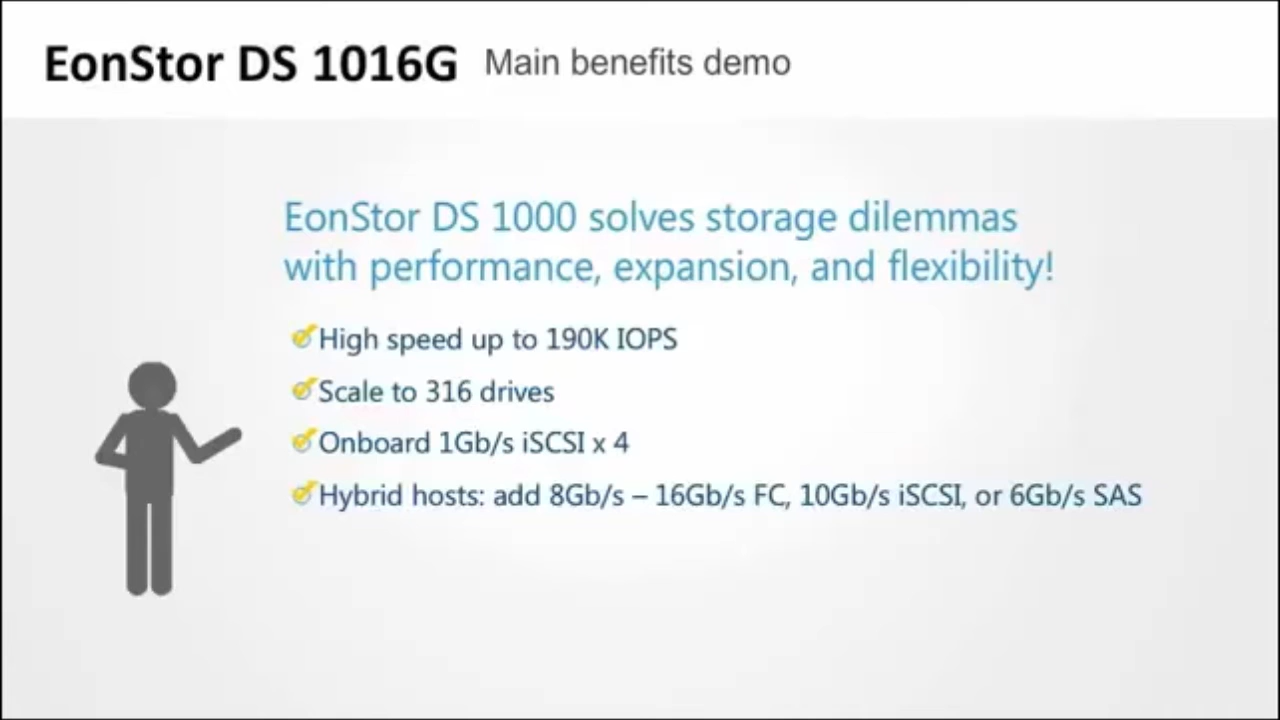 EonStor DS 1016G Main benefits demo
EonStor DS 1000 solves storage dilemmas
with performance, expansion, and flexibility!
High speed up to 190K IOPS
Scale to 316 drives
Onboard 1Gb/s iSCSI x 4
Hybrid hosts: add 8Gb/s – 16Gb/s FC, 10Gb/s iSCSI, or 6Gb/s SAS